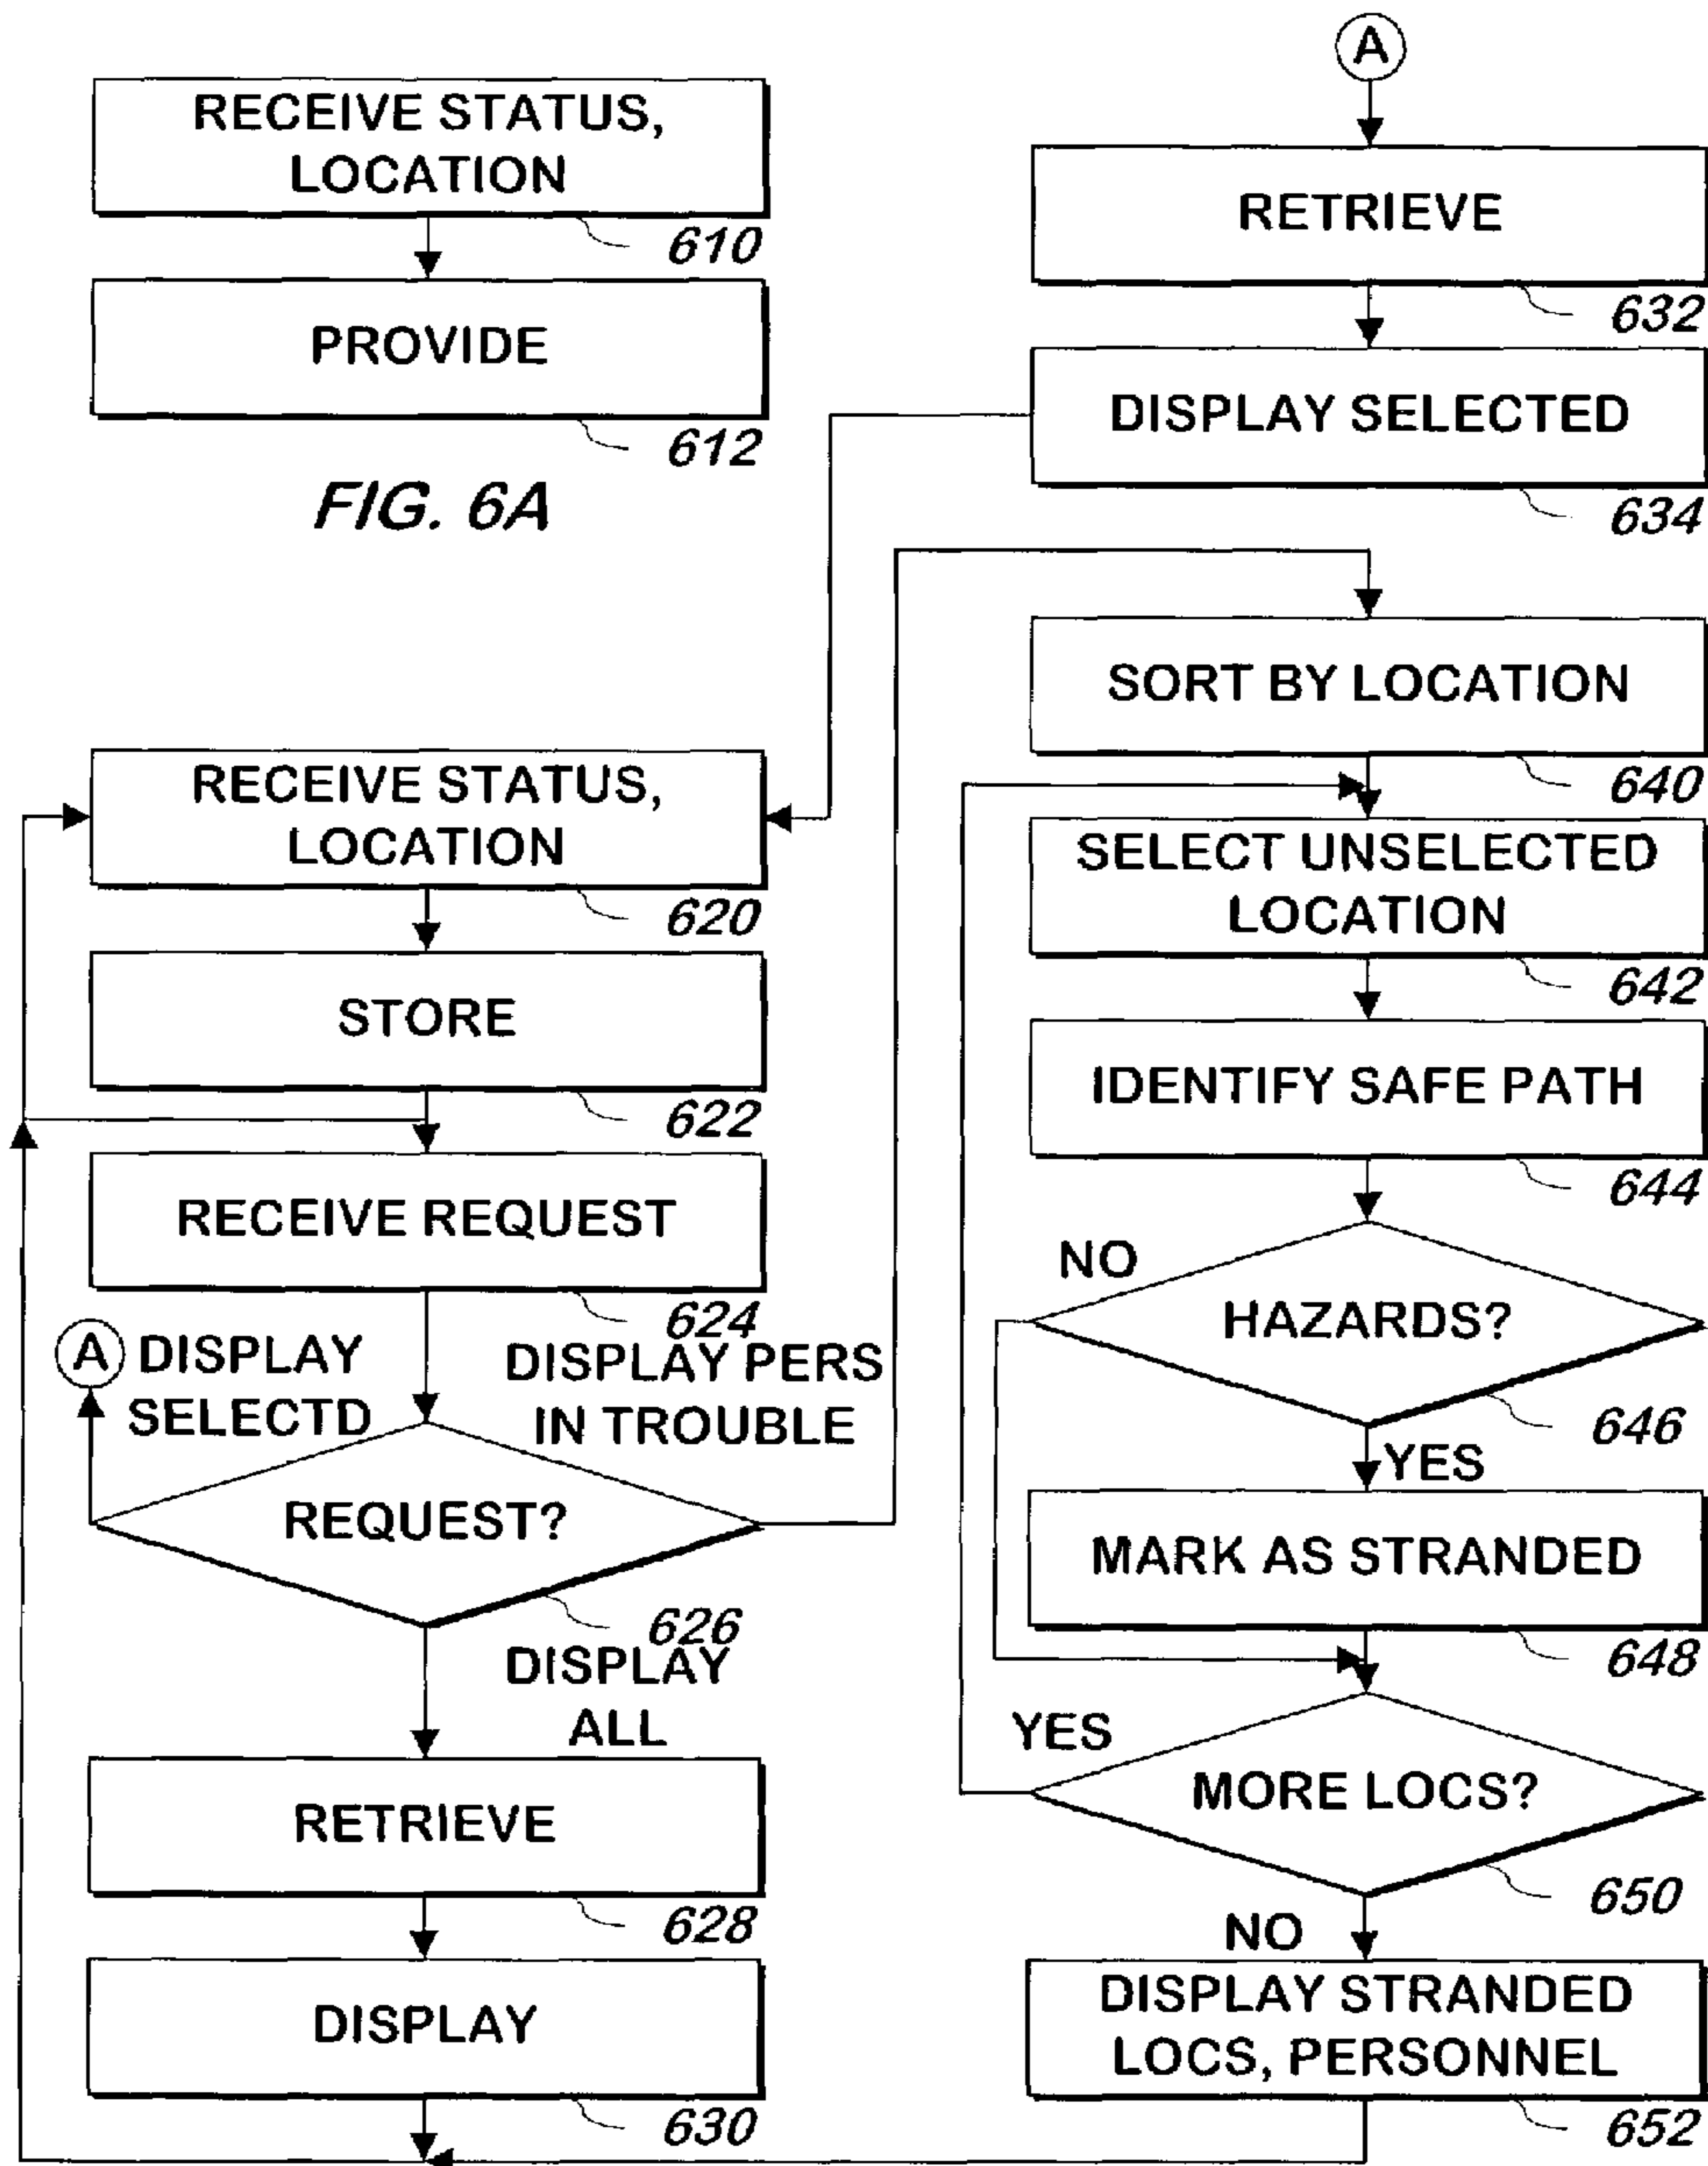 RECEIVE STATUS,
LOCATION
610
PROVIDE
612
FIG. 6A
RECEIVE STATUS,
LOCATION
620
STORE
622
RECEIVE REQUEST
624
A
DISPLAY
SELECTD
DISPLAY PERS
IN TROUBLE
REQUEST?
626
DISPLAY
ALL
RETRIEVE
628
DISPLAY
630
A
RETRIEVE
632
DISPLAY SELECTED
634
SORT BY LOCATION
640
SELECT UNSELECTED
LOCATION
642
IDENTIFY SAFE PATH
644
NO
HAZARDS?
646
YES
MARK AS STRANDED
648
YES
MORE LOCS?
650
NO
DISPLAY STRANDED
LOCS, PERSONNEL
652